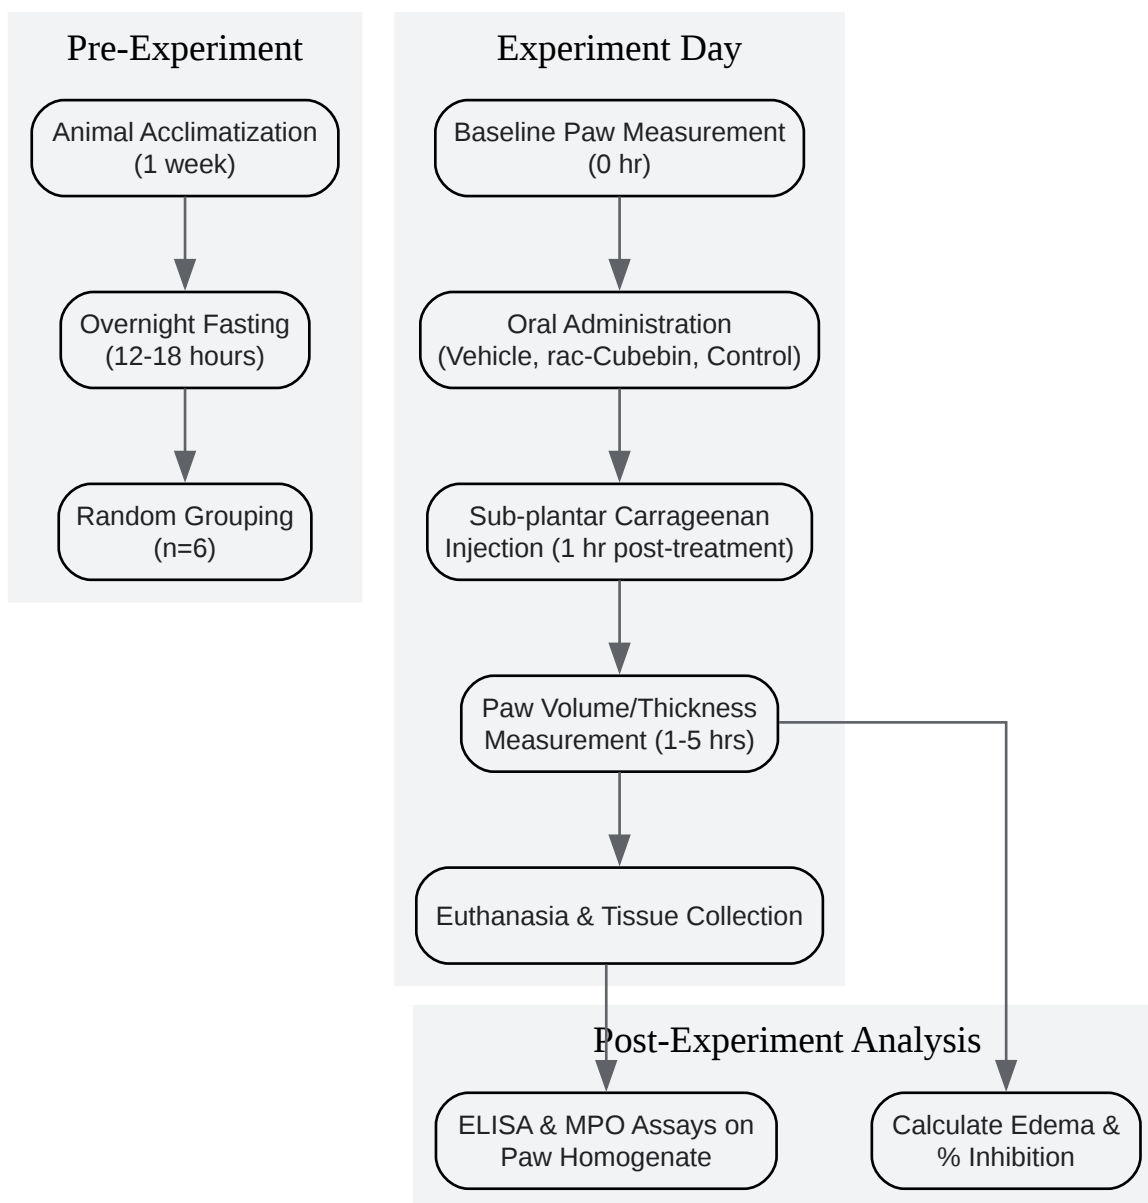 Pre-Experiment
Animal Acclimatization
(1 week)
Overnight Fasting
(12-18 hours)
Random Grouping
(n=6)
Experiment Day
Baseline Paw Measurement
(0 hr)
Oral Administration
(Vehicle, rac-Cubebin, Control)
Sub-plantar Carrageenan
Injection (1 hr post-treatment)
Paw Volume/Thickness
Measurement (1-5 hrs)
Euthanasia & Tissue Collection
Post-Experiment Analysis
ELISA & MPO Assays on
Paw Homogenate
Calculate Edema &
% Inhibition